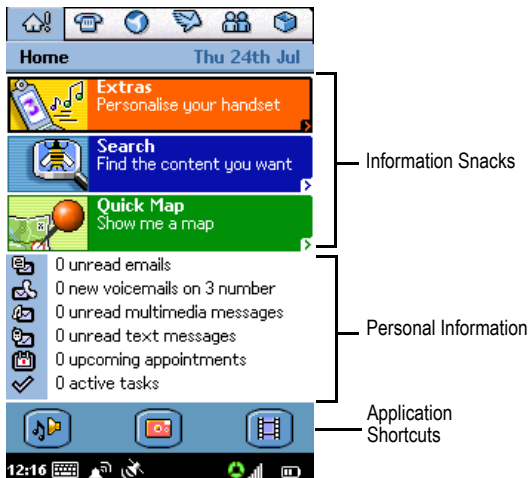 Home Thu 24th Jul
Extras
Personalise your handset
Search
Find the content you want
Quick Map
Show me a map
Information Snacks
0 unread emails
0 new voicemails on 3 number
0 unread multimedia messages
0 unread text messages
0 upcoming appointments
0 active tasks
Personal Information
Application
Shortcuts
12:16